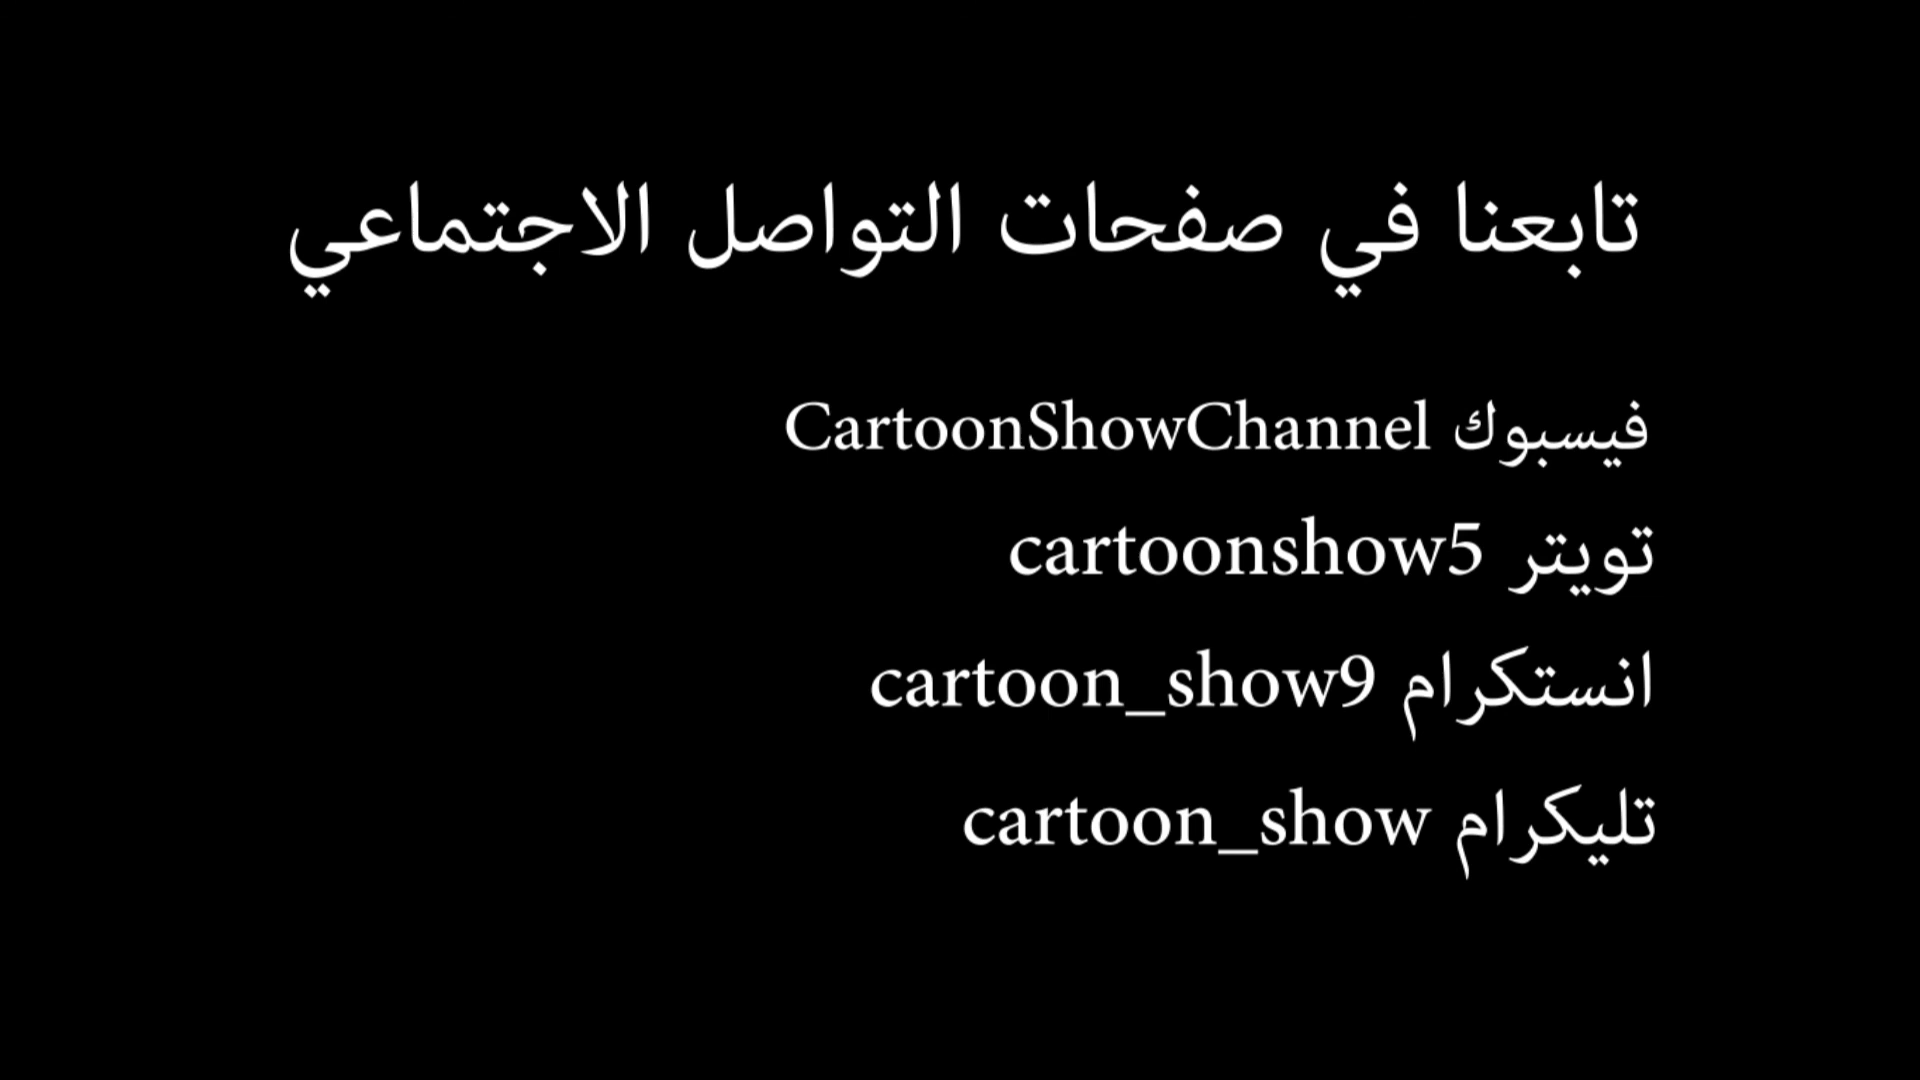 تابعنا في صفحات التواصل الاجتماعي
فيسبوك CartoonShowChannel
تويتر cartoonshow5
انستكرام cartoon_show9
تليكرام cartoon_show